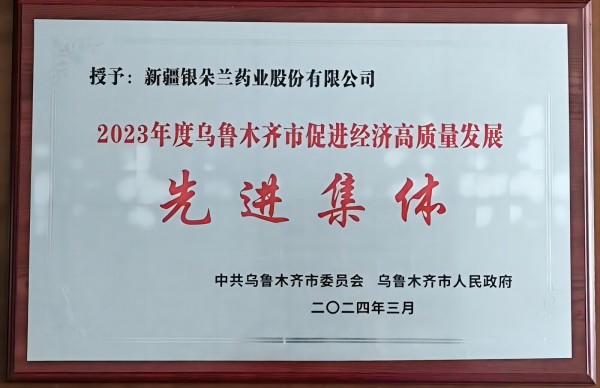 授予：新疆银朵兰药业股份有限公司
2023年度乌鲁木齐市促进经济高质量发展
先进集体
中共乌鲁木齐市委员会 乌鲁木齐市人民政府
二〇二四年三月